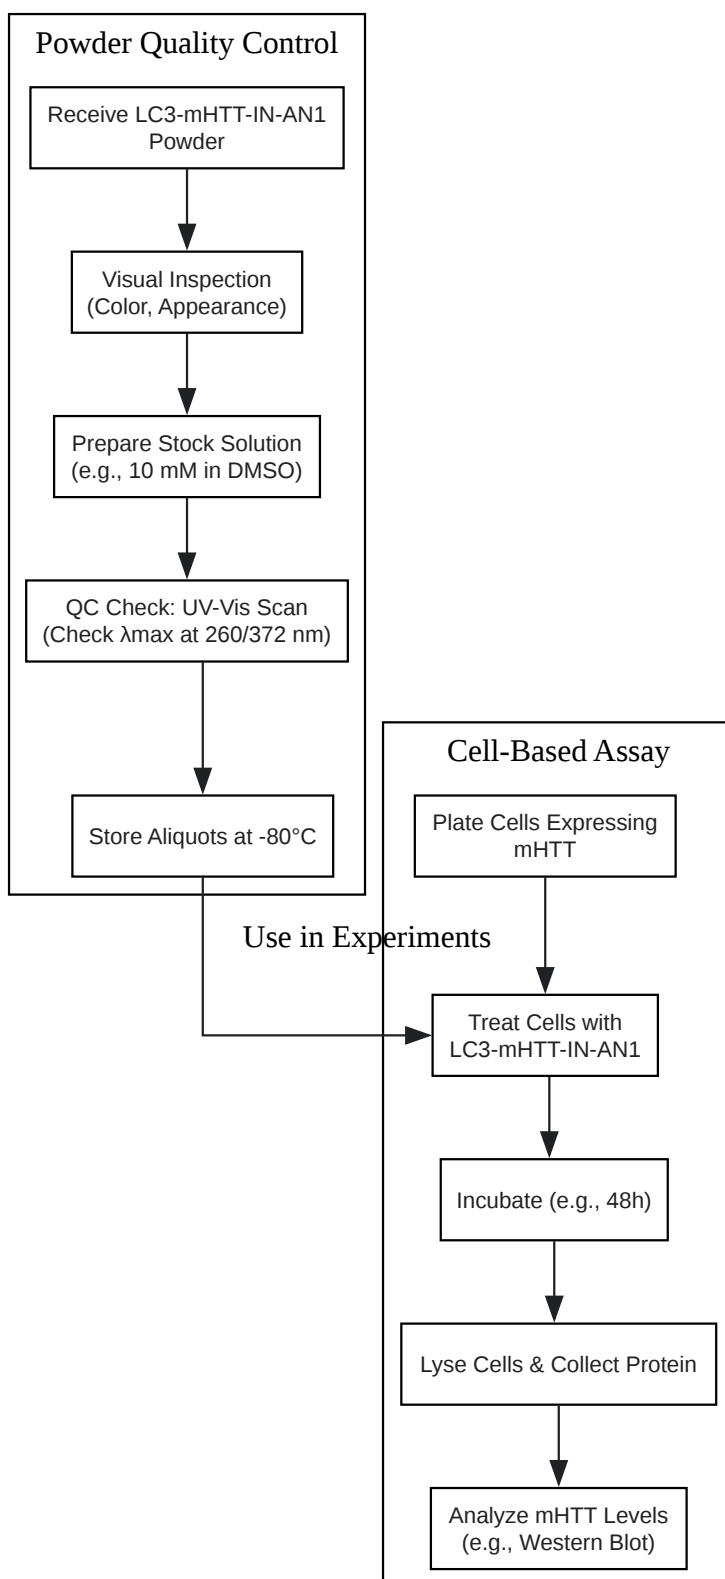 Powder Quality Control
Receive LC3-mHTT-IN-AN1
Powder
Visual Inspection
(Color, Appearance)
Prepare Stock Solution
(e.g., 10 mM in DMSO)
QC Check: UV-Vis Scan
(Check λmax at 260/372 nm)
Store Aliquots at -80°C
Use in Experiments
Cell-Based Assay
Plate Cells Expressing
mHTT
Treat Cells with
LC3-mHTT-IN-AN1
Incubate (e.g., 48h)
Lyse Cells & Collect Protein
Analyze mHTT Levels
(e.g., Western Blot)